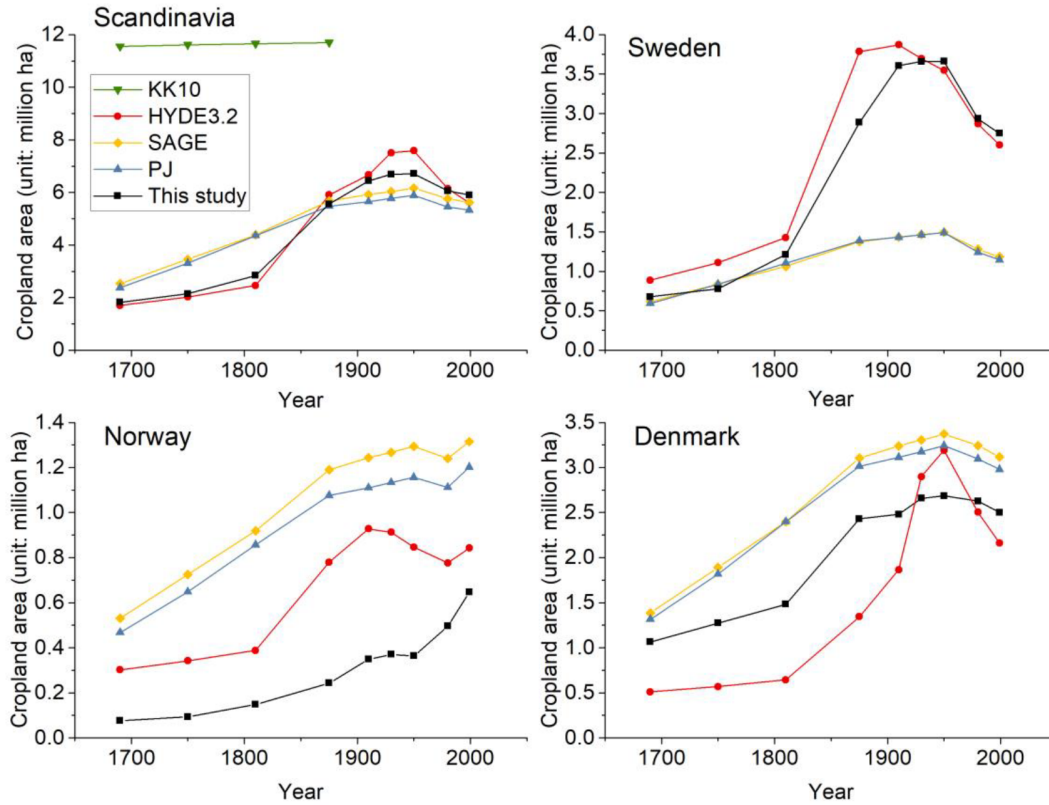 Scandinavia
Cropland area (unit: million ha)
12
10
8
6
4
2
0
KK10
HYDE3.2
SAGE
PJ
This study
1700
1800
1900
2000
Year
Sweden
Cropland area (unit: million ha)
4.0
3.5
3.0
2.5
2.0
1.5
1.0
0.5
0.0
1700
1800
1900
2000
Year
Norway
Cropland area (unit: million ha)
1.4
1.2
1.0
0.8
0.6
0.4
0.2
0.0
1700
1800
1900
2000
Year
Denmark
Cropland area (unit: million ha)
3.5
3.0
2.5
2.0
1.5
1.0
0.5
0.0
1700
1800
1900
2000
Year